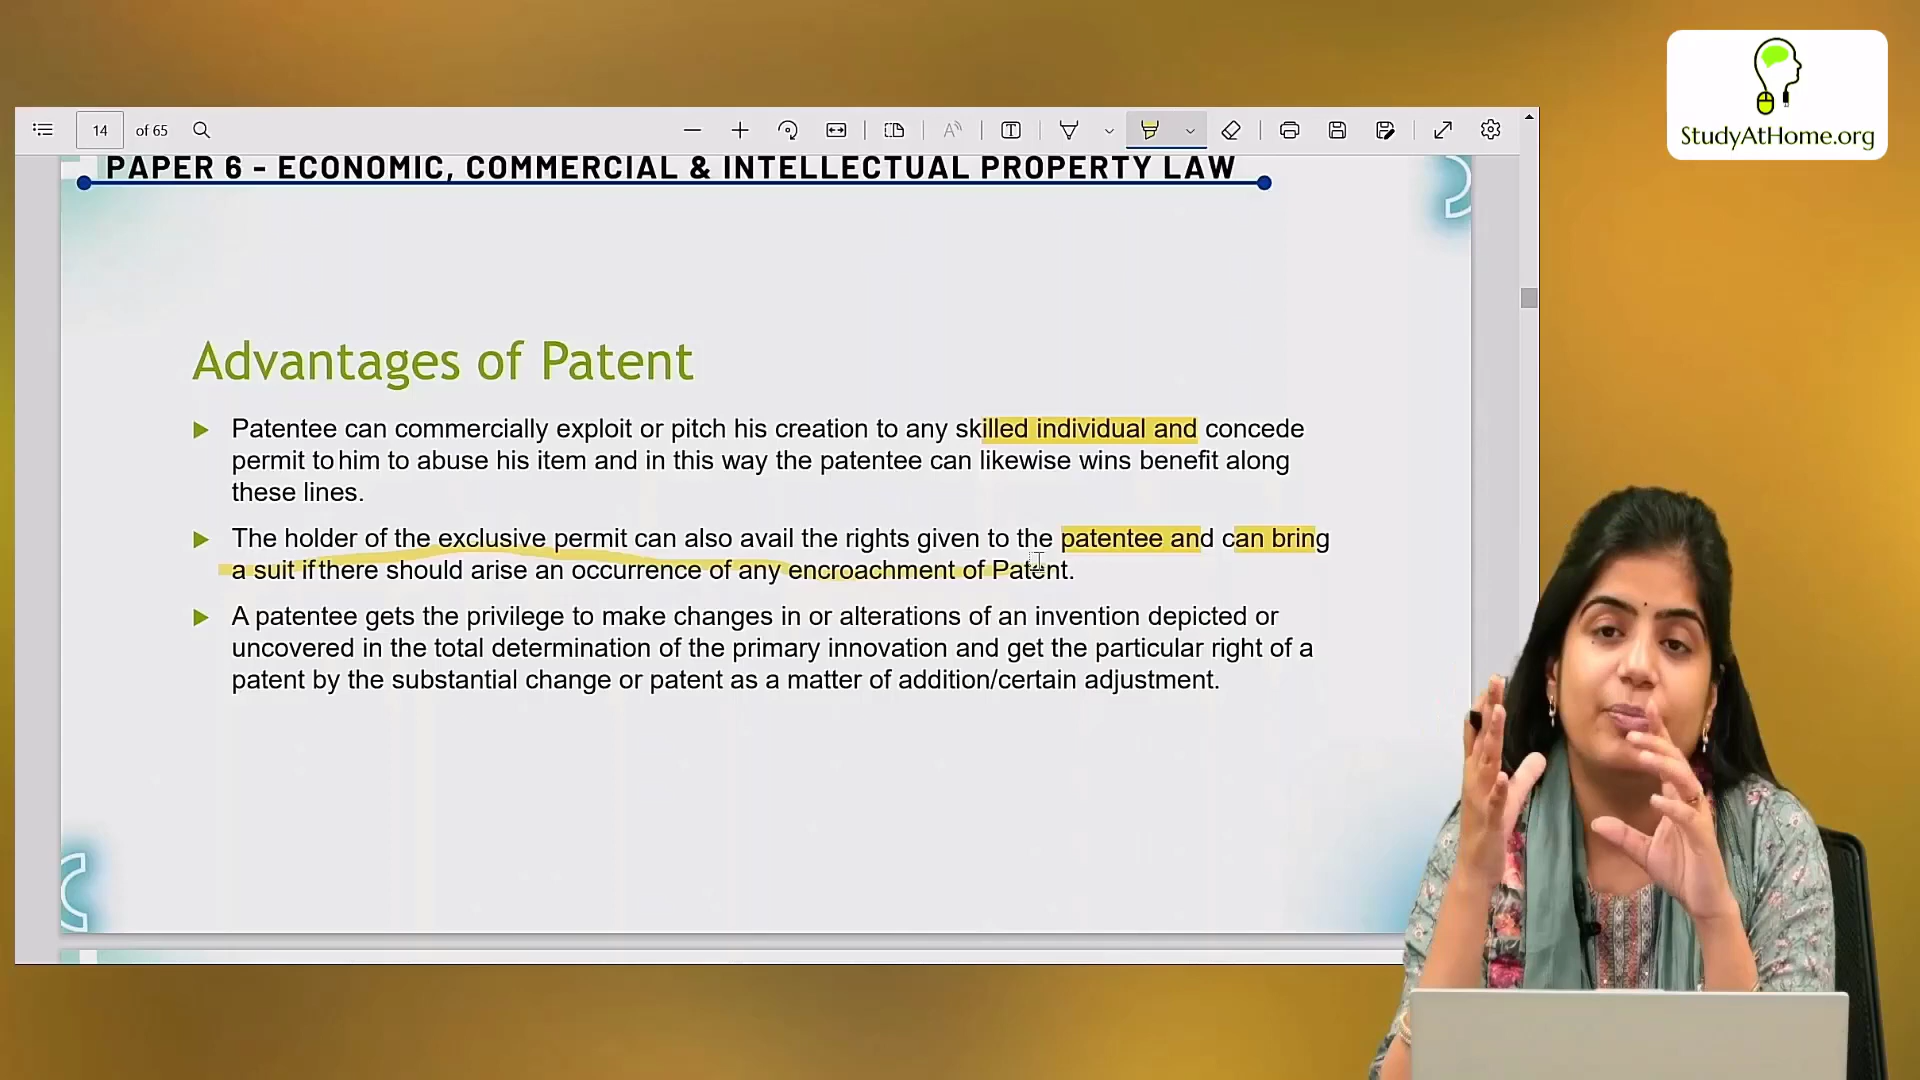 StudyAtHome.org
14 of 65
PAPER 6 - ECONOMIC, COMMERCIAL & INTELLECTUAL PROPERTY LAW
Advantages of Patent
Patentee can commercially exploit or pitch his creation to any skilled individual and concede
permit to him to abuse his item and in this way the patentee can likewise wins benefit along
these lines.
The holder of the exclusive permit can also avail the rights given to the patentee and can bring
a suit if there should arise an occurrence of any encroachment of Patent.
A patentee gets the privilege to make changes in or alterations of an invention depicted or
uncovered in the total determination of the primary innovation and get the particular right of a
patent by the substantial change or patent as a matter of addition/certain adjustment.